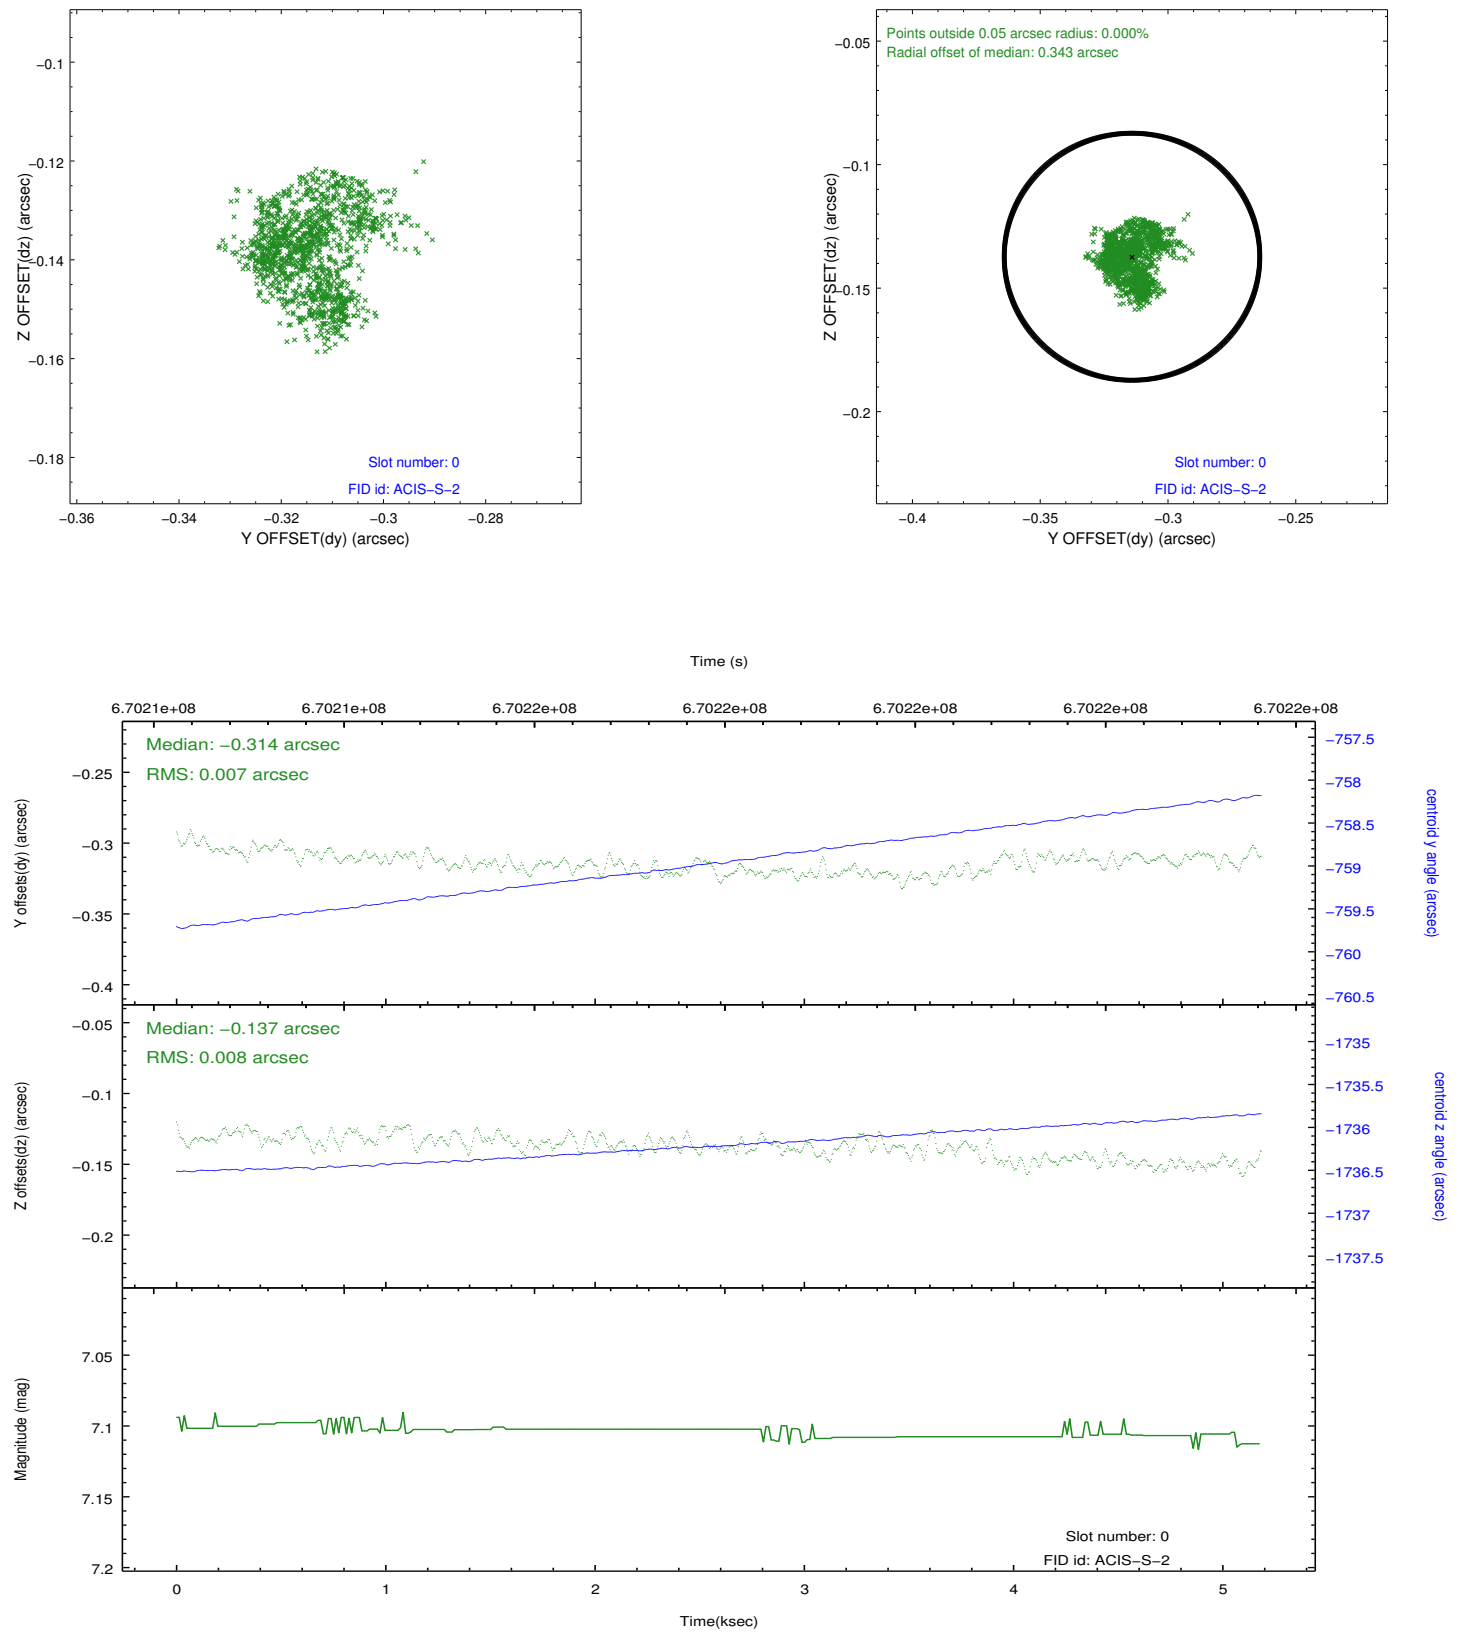 −0.1
−0.12
−0.14
−0.16
−0.18
Z OFFSET(dz) (arcsec)
Slot number: 0
FID id: ACIS−S−2
−0.36 −0.34 −0.32 −0.3 −0.28
Y OFFSET(dy) (arcsec)
Points outside 0.05 arcsec radius: 0.000%
Radial offset of median: 0.343 arcsec
−0.05
−0.1
−0.15
−0.2
Z OFFSET(dz) (arcsec)
Slot number: 0
FID id: ACIS−S−2
−0.4 −0.35 −0.3 −0.25
Y OFFSET(dy) (arcsec)
Time (s)
6.7021e+08 6.7021e+08 6.7022e+08 6.7022e+08 6.7022e+08 6.7022e+08 6.7022e+08
Median: −0.314 arcsec
RMS: 0.007 arcsec
−0.25
−0.3
−0.35
−0.4
Y offsets(dy) (arcsec)
−757.5
−758
−758.5
−759
−759.5
−760
−760.5
centroid y angle (arcsec)
Median: −0.137 arcsec
RMS: 0.008 arcsec
−0.05
−0.1
−0.15
−0.2
Z offsets(dz) (arcsec)
−1735
−1735.5
−1736
−1736.5
−1737
−1737.5
centroid z angle (arcsec)
7.05
7.1
7.15
7.2
Magnitude (mag)
Slot number: 0
FID id: ACIS−S−2
0 1 2 3 4 5
Time(ksec)